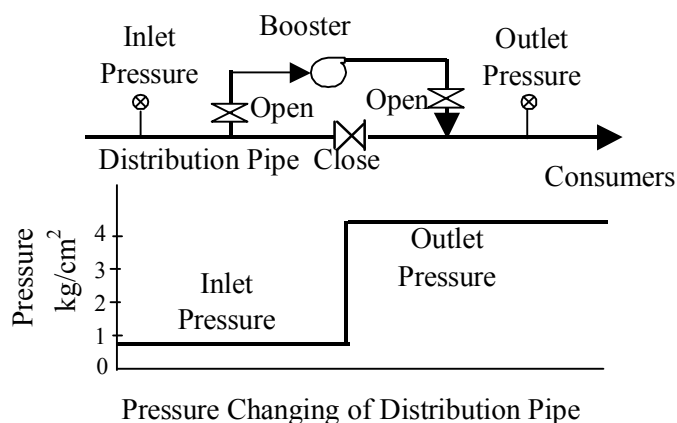 Booster
Inlet
Pressure
Outlet
Pressure
Open
Open
Distribution Pipe
Close
Consumers
Pressure
kg/cm²
4
3
2
1
0
Inlet
Pressure
Outlet
Pressure
Pressure Changing of Distribution Pipe